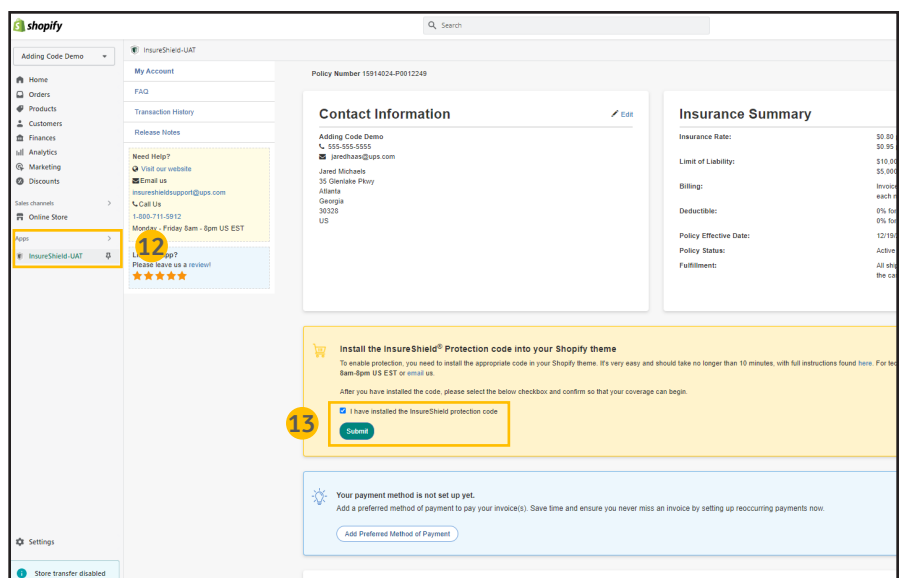 shopify
Search
Adding Code Demo
Home
Orders
Products
Customers
Finances
Analytics
Marketing
Discounts
Sales channels
Online Store
Apps
InsureShield-UAT
Settings
Store transfer disabled
InsureShield-UAT
My Account
FAQ
Transaction History
Release Notes
Need Help?
Visit our website
Email us
insureshieldsupport@ups.com
Call Us
1-800-711-5912
Monday - Friday 8am - 8pm US EST
12
Please leave us a review!
Policy Number 15914024-P0012249
Contact Information
Edit
Adding Code Demo
555-555-5555
jaredhaas@ups.com
Jared Michaels
35 Glenlake Pkwy
Atlanta
Georgia
30328
US
Insurance Summary
Insurance Rate: $0.80
$0.95
Limit of Liability: $10,00
$5,000
Billing: Invoice
each
Deductible: 0% for
0% for
Policy Effective Date: 12/19/
Policy Status: Active
Fulfillment: All ship
the ca
Install the InsureShield® Protection code into your Shopify theme
To enable protection, you need to install the appropriate code in your Shopify theme. It's very easy and should take no longer than 10 minutes, with full instructions found here. For tec
8am-8pm US EST or email us.
After you have installed the code, please select the below checkbox and confirm so that your coverage can begin.
13
I have installed the InsureShield protection code
Submit
Your payment method is not set up yet.
Add a preferred method of payment to pay your invoice(s). Save time and ensure you never miss an invoice by setting up reoccurring payments now.
Add Preferred Method of Payment